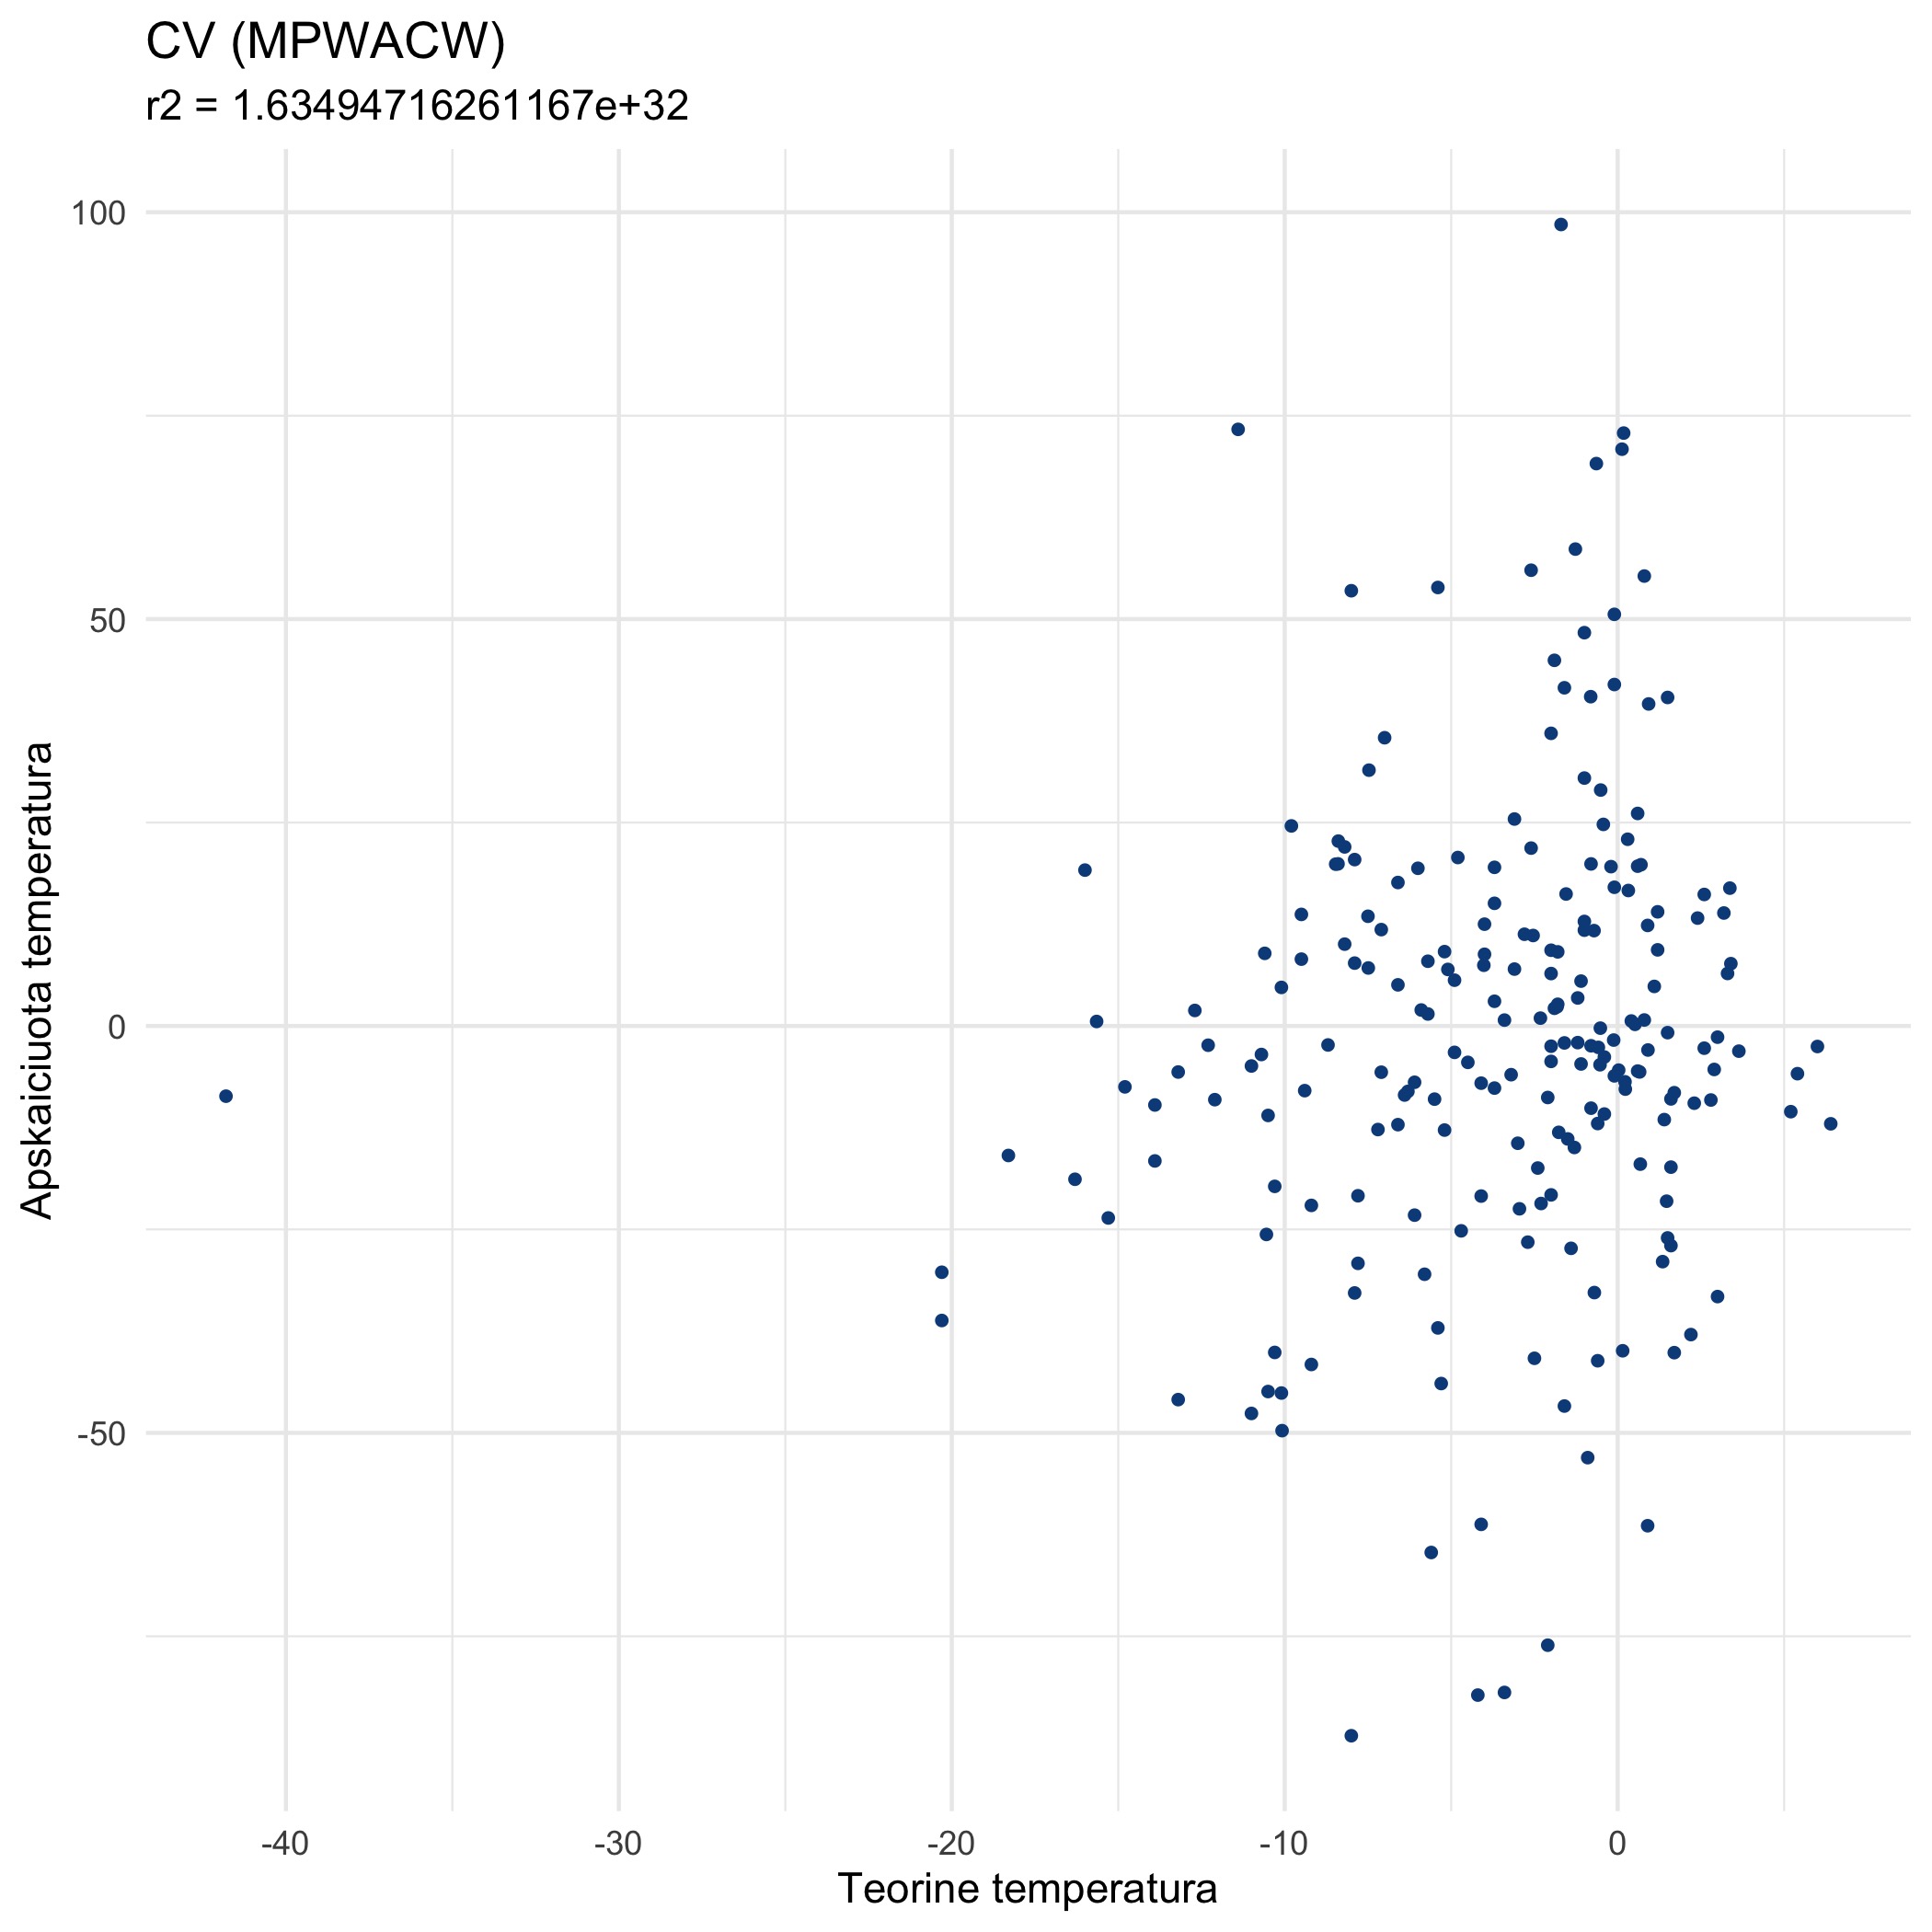 CV (MPWACW)
r2 = 1.63494716261167e+32
100
50
0
-50
Apskaiciuota temperatura
-40
-30
-20
-10
0
Teorine temperatura